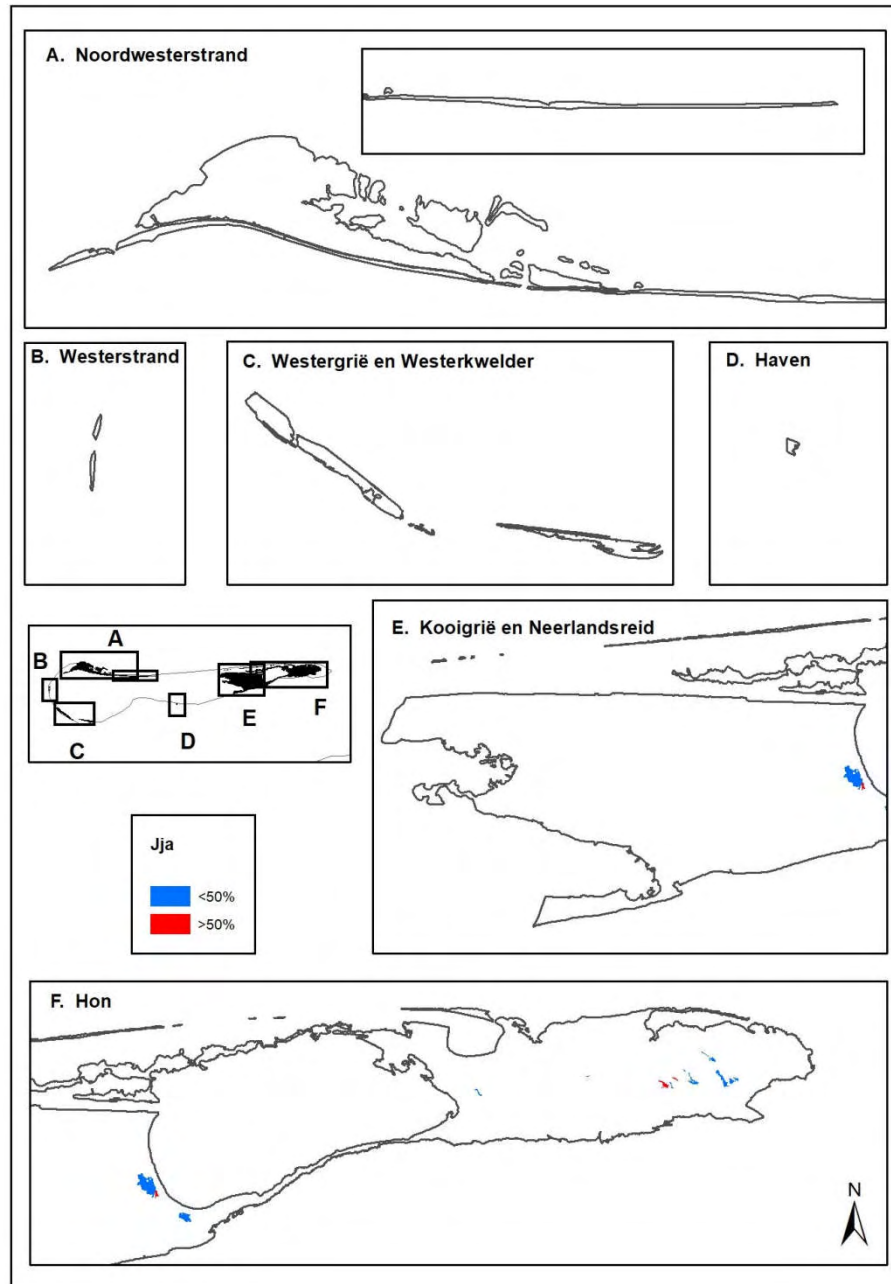 A. Noordwesterstrand
B. Westerstrand
C. Westergrië en Westerkwelder
D. Haven
A
B
C
D
E
F
E. Kooigrië en Neerlandsreid
Jja
<50%
>50%
F. Hon
N